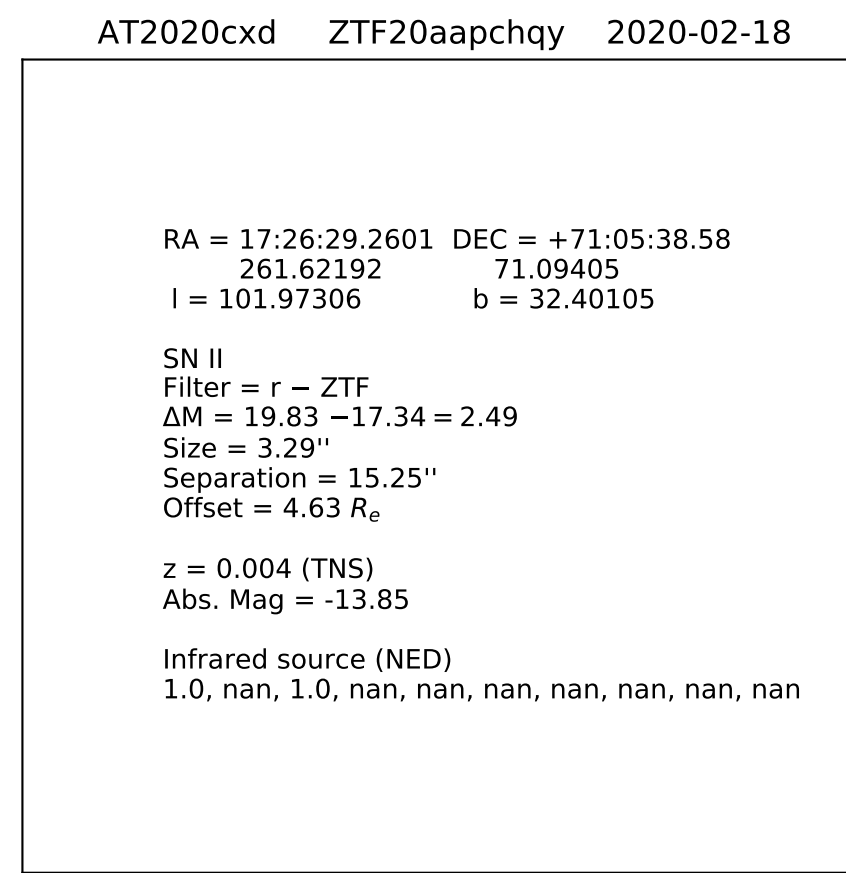 AT2020cxd ZTF20aapchqy 2020-02-18
RA = 17:26:29.2601 DEC = +71:05:38.58
261.62192 71.09405
l = 101.97306 b = 32.40105
SN II
Filter = r − ZTF
ΔM = 19.83 −17.34 = 2.49
Size = 3.29''
Separation = 15.25''
Offset = 4.63 Rₑ
z = 0.004 (TNS)
Abs. Mag = -13.85
Infrared source (NED)
1.0, nan, 1.0, nan, nan, nan, nan, nan, nan, nan